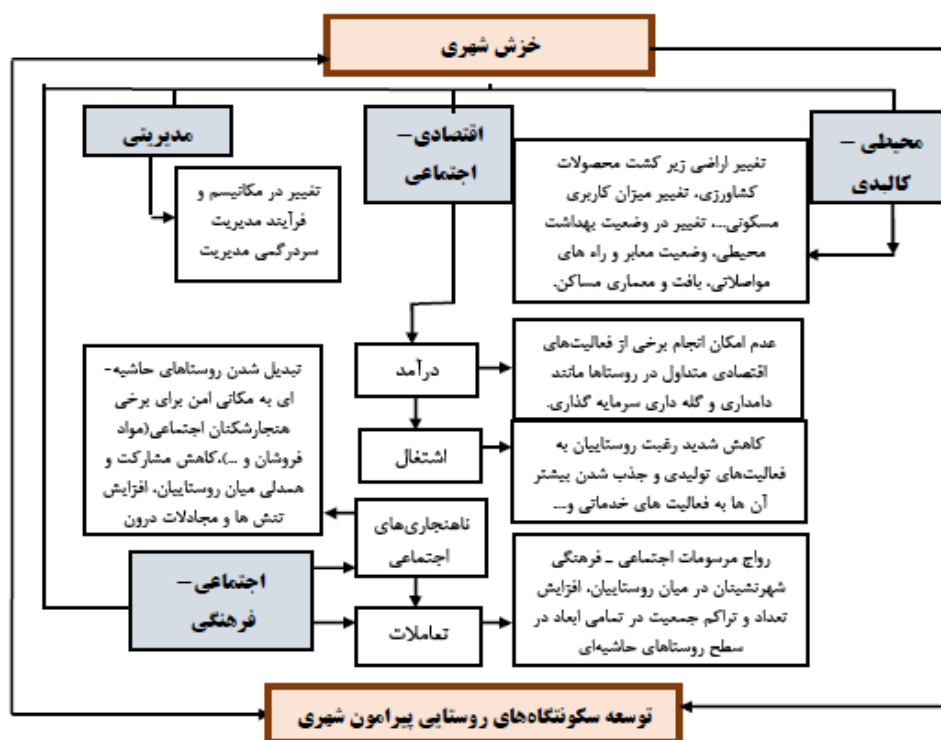 خزش شهری
محیطی –
کالبدی
اقتصادی–
اجتماعی
مدیریتی
تغییر اراضی زیر کشت محصولات
کشاورزی، تغییر میزان کاربری
مسکونی...، تغییر در وضعیت بهداشت
محیطی، وضعیت معابر و راه های
مواصلاتی، بافت و معماری مساکن.
تغییر در مکانیسم و
فرآیند مدیریت
سردرگمی مدیریت
درآمد
عدم امکان انجام برخی از فعالیت‌های
اقتصادی متداول در روستاها مانند
دامداری و گله داری سرمایه گذاری.
اشتغال
کاهش شدید رغبت روستاییان به
فعالیت‌های تولیدی و جذب شدن بیشتر
آن ها به فعالیت های خدماتی و...
تبدیل شدن روستاهای حاشیه-
ای به مکانی امن برای برخی
هنجارشکنان اجتماعی(مواد
فروشان و ...)،کاهش مشارکت و
همدلی میان روستاییان، افزایش
تنش ها و مجادلات درون
ناهنجاری‌های
اجتماعی
اجتماعی –
فرهنگی
تعاملات
رواج مرسومات اجتماعی – فرهنگی
شهرنشینان در میان روستاییان، افزایش
تعداد و تراکم جمعیت در تمامی ابعاد در
سطح روستاهای حاشیه‌ای
توسعه سکونتگاه‌های روستایی پیرامون شهری